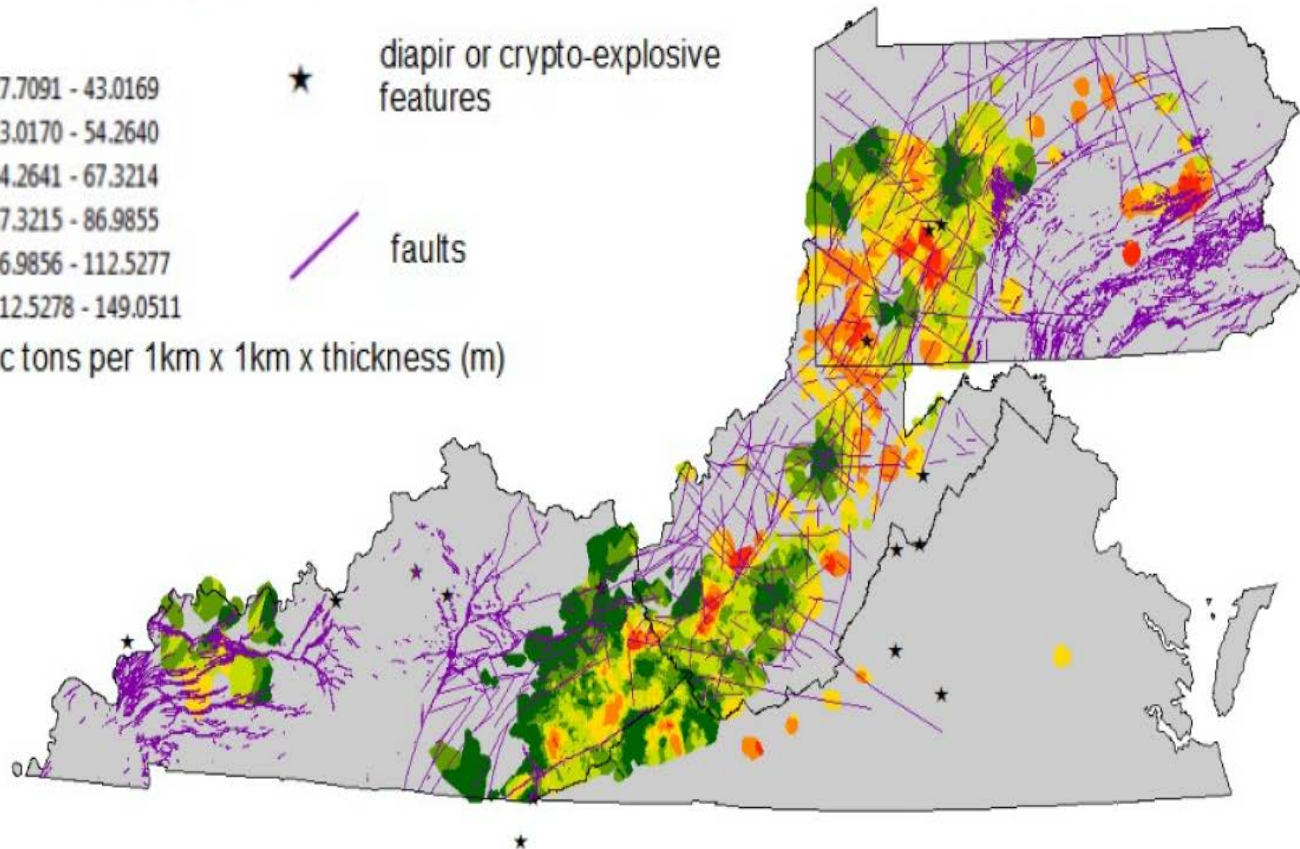 diapir or crypto-explosive
features
7.7091 - 43.0169
3.0170 - 54.2640
4.2641 - 67.3214
7.3215 - 86.9855
6.9856 - 112.5277
12.5278 - 149.0511
faults
c tons per 1km x 1km x thickness (m)